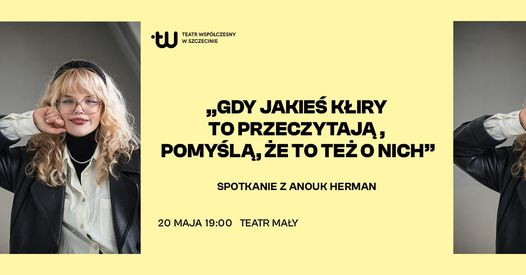 TEATR WSPÓŁCZESNY
W SZCZECINIE
„GDY JAKIEŚ KŁIRY
TO PRZECZYTAJĄ,
POMYŚLĄ, ŻE TO TEŻ O NICH”
SPOTKANIE Z ANOUK HERMAN
20 MAJA 19:00 TEATR MAŁY